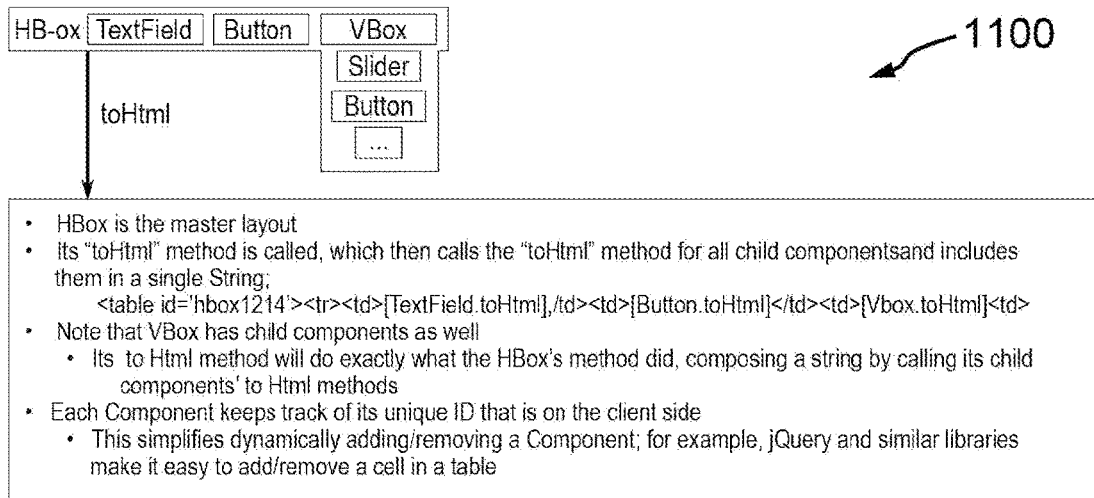 HB-ox TextField Button VBox
1100
Slider
Button
...
toHtml
• HBox is the master layout
• Its "toHtml" method is called, which then calls the "toHtml" method for all child componentsand includes
them in a single String;
<table id='hbox1214'><tr><td>[TextField.toHtml],/td><td>[Button.toHtml]</td><td>[Vbox.toHtml]<td>
• Note that VBox has child components as well
• Its to Html method will do exactly what the HBox's method did, composing a string by calling its child
components' to Html methods
• Each Component keeps track of its unique ID that is on the client side
• This simplifies dynamically adding/removing a Component; for example, jQuery and similar libraries
make it easy to add/remove a cell in a table